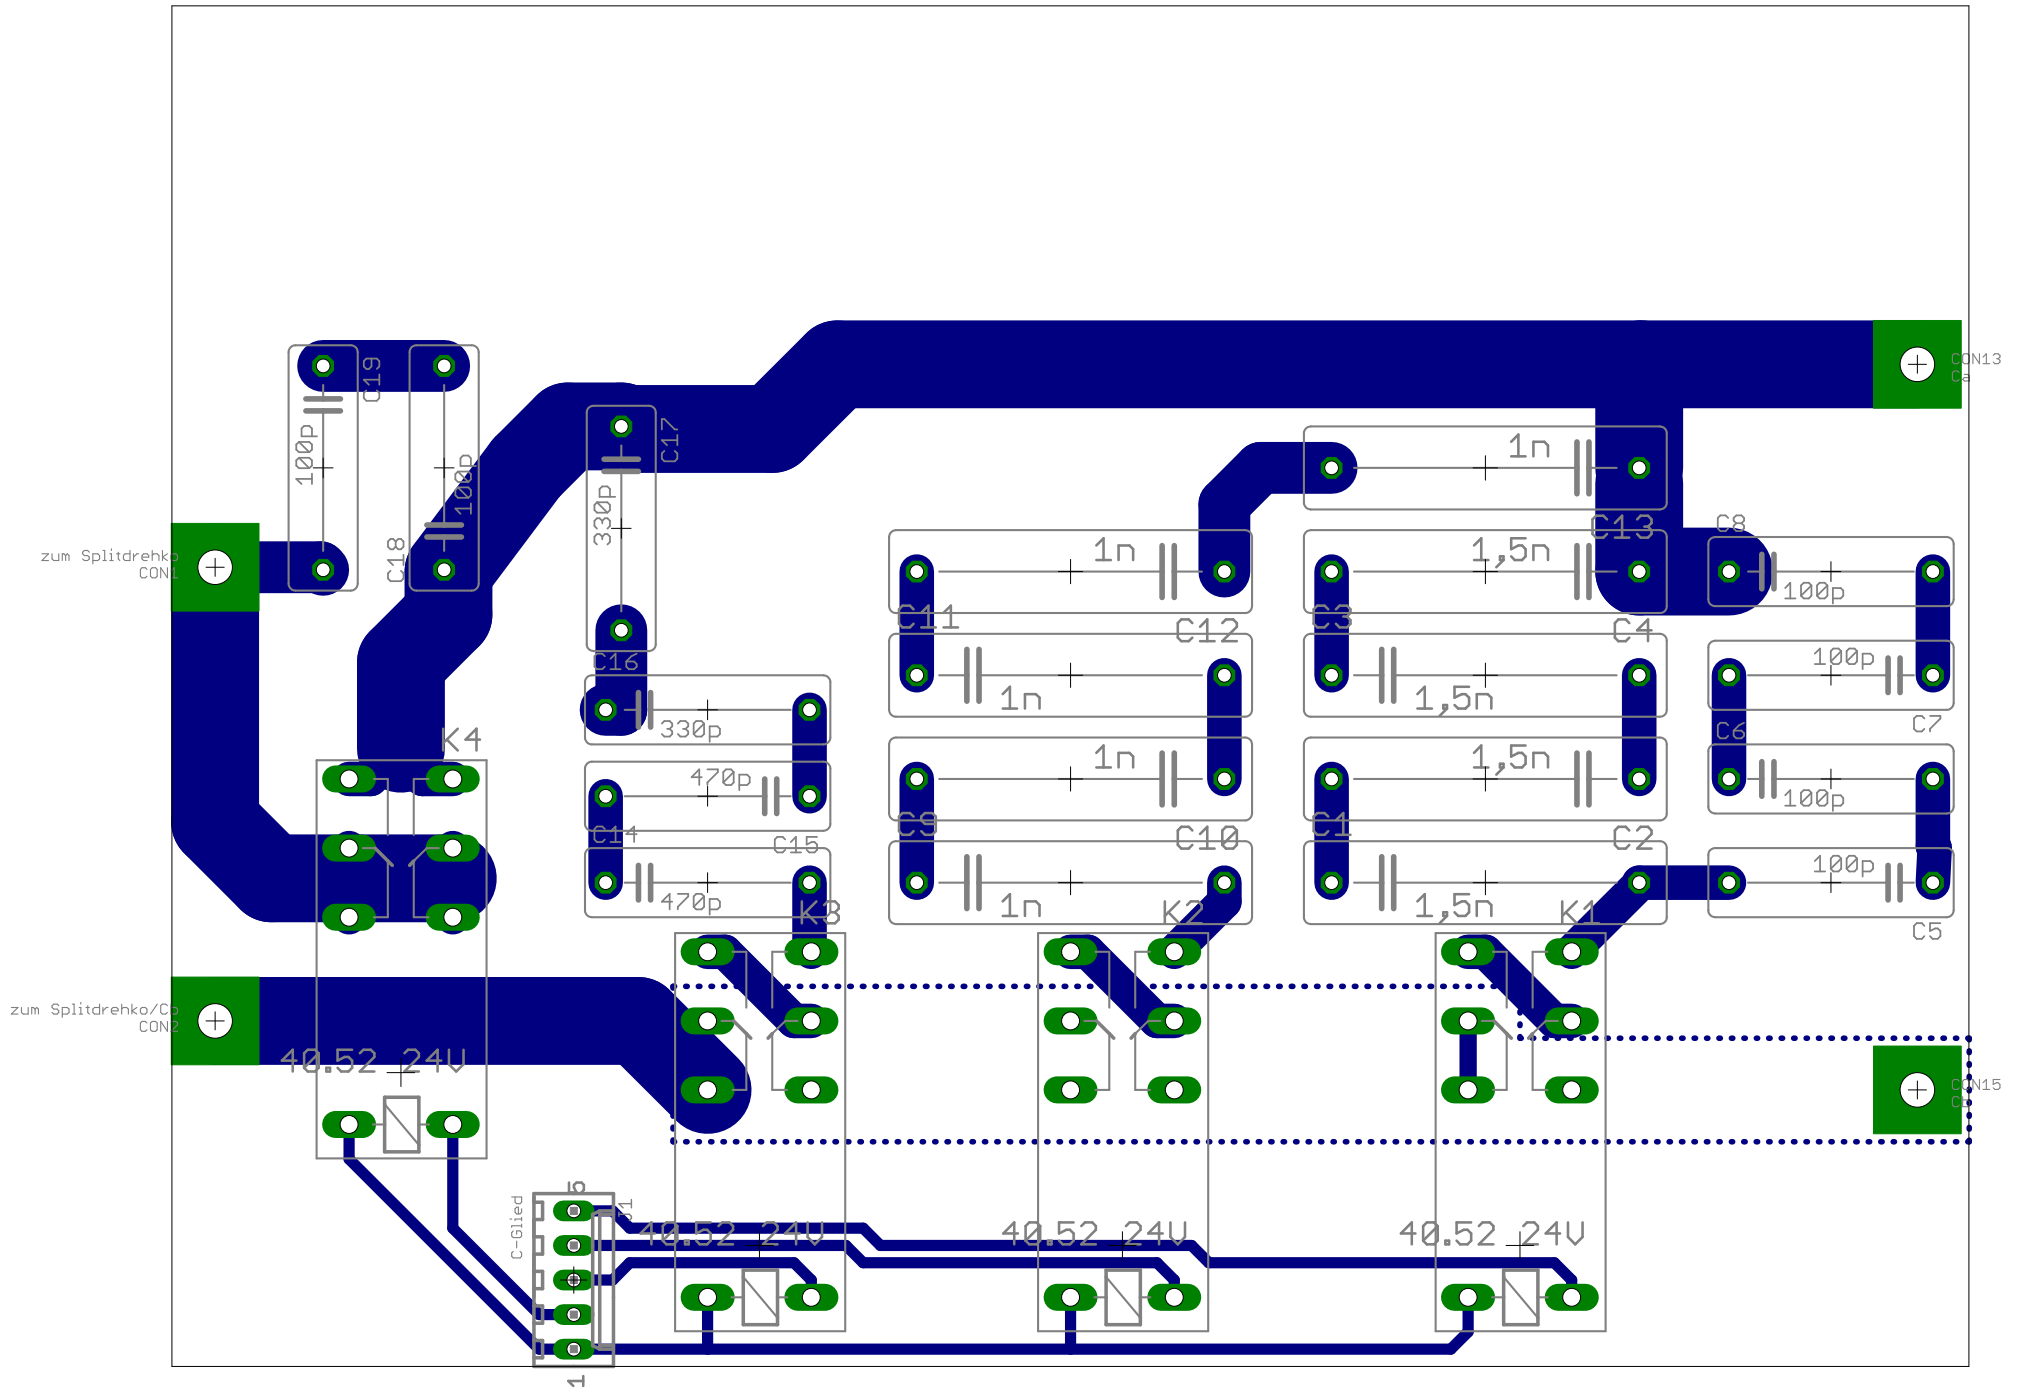 CON13
Ca
C19
100p
C18
100p
C17
330p
1n
C13
zum Splitdrehko
CON1
1n
1,5n
C8
100p
C11
C12
C3
C4
C16
330p
1n
1,5n
100p
C7
K4
470p
1n
1,5n
C6
100p
C14
C15
C9
C10
C1
C2
470p
1n
1,5n
100p
C5
K3
K2
K1
zum Splitdrehko/Cb
CON2
40.52 24V
CON15
Cb
5
J1
C-Glied
40.52 24V
40.52 24V
40.52 24V
1